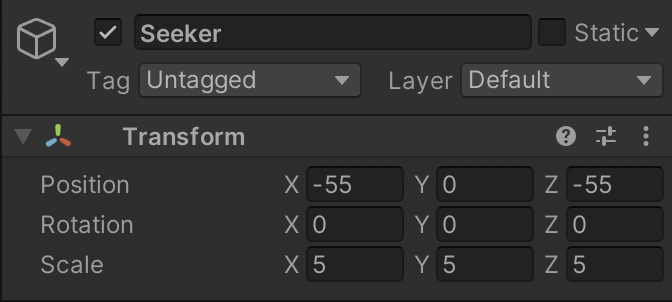 Seeker Static
Tag Untagged Layer Default
Transform
Position X -55 Y 0 Z -55
Rotation X 0 Y 0 Z 0
Scale X 5 Y 5 Z 5